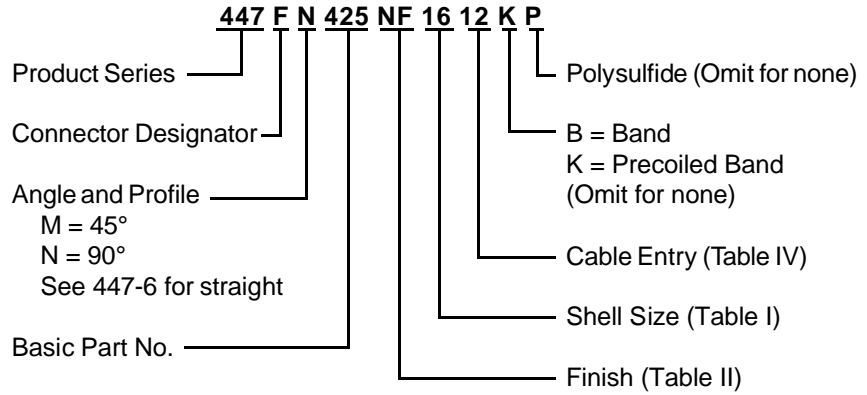 447 F N 425 NF 16 12 K P
Product Series
Connector Designator
Angle and Profile
M = 45°
N = 90°
See 447-6 for straight
Basic Part No.
Polysulfide (Omit for none)
B = Band
K = Precoiled Band
(Omit for none)
Cable Entry (Table IV)
Shell Size (Table I)
Finish (Table II)